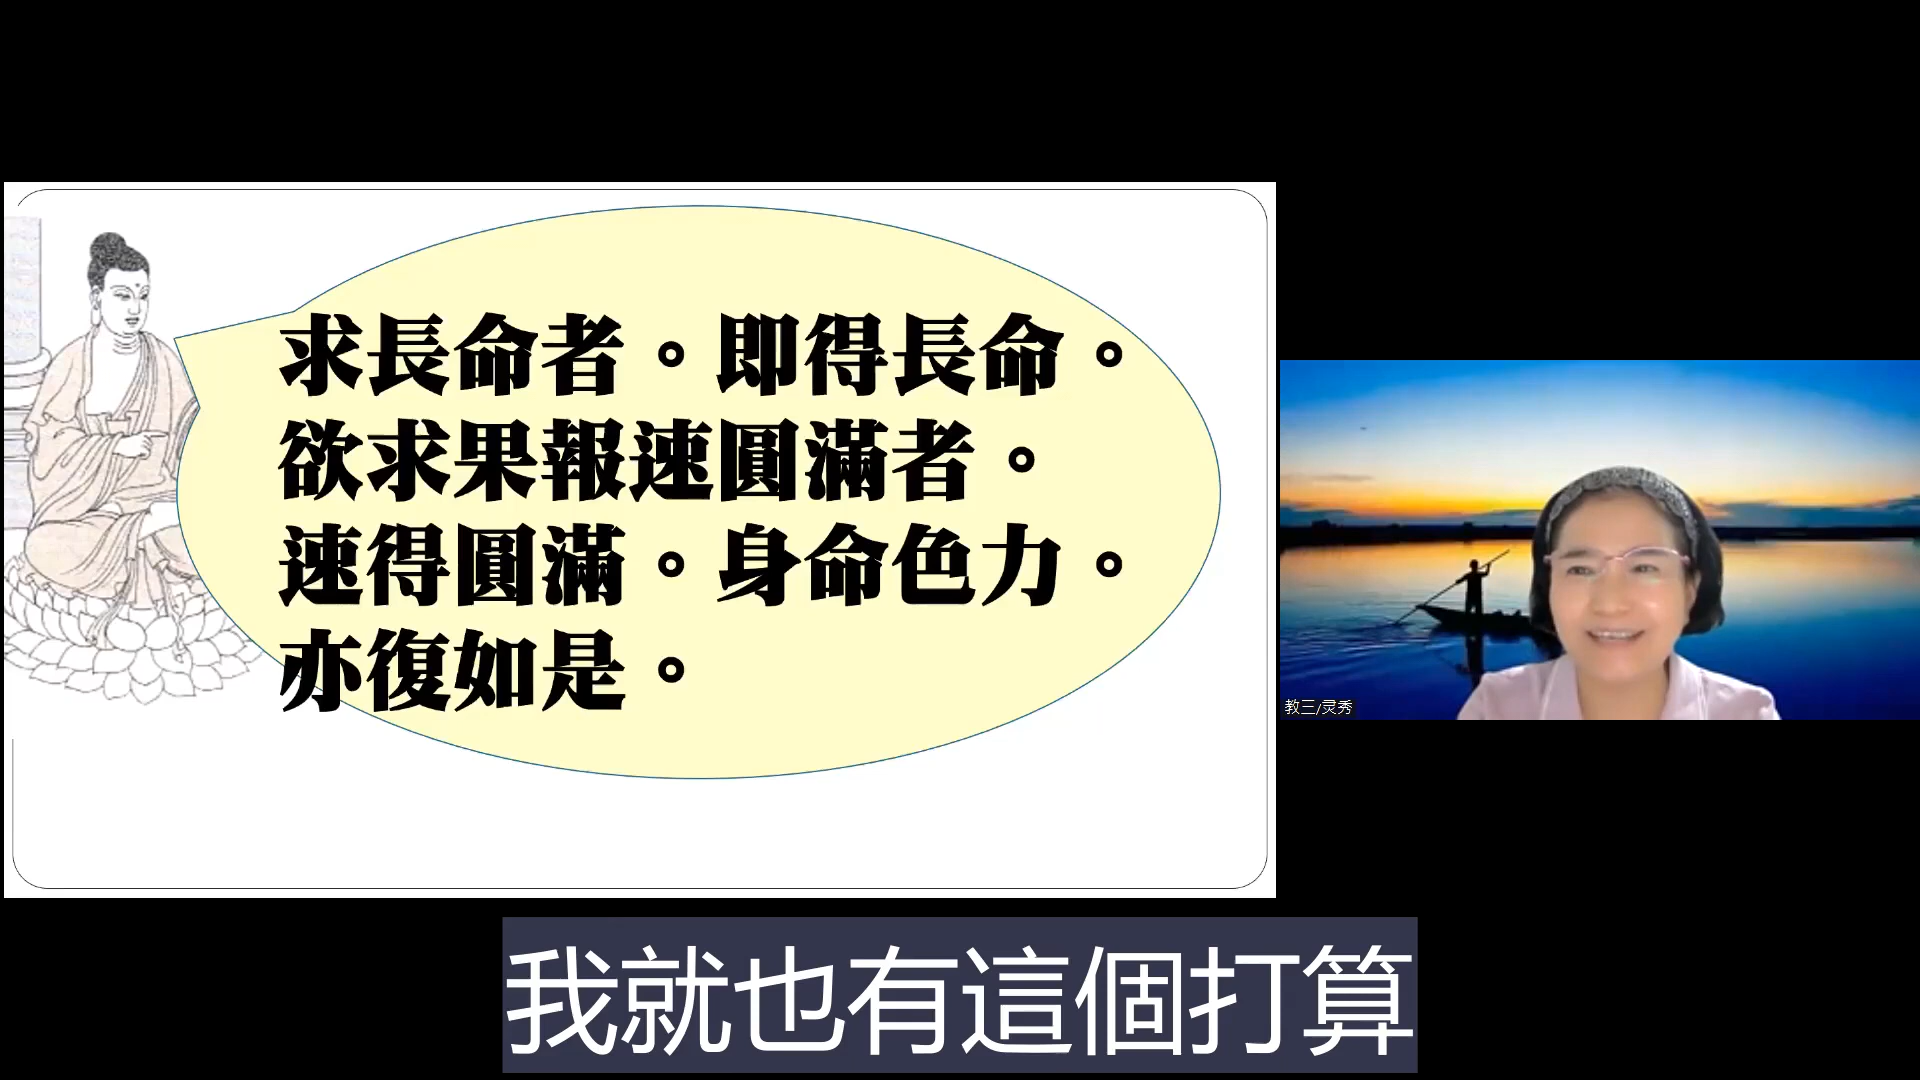 求長命者。即得長命。
欲求果報速圓滿者。
速得圓滿。身命色力。
亦復如是。
教三/灵秀
我就也有這個打算